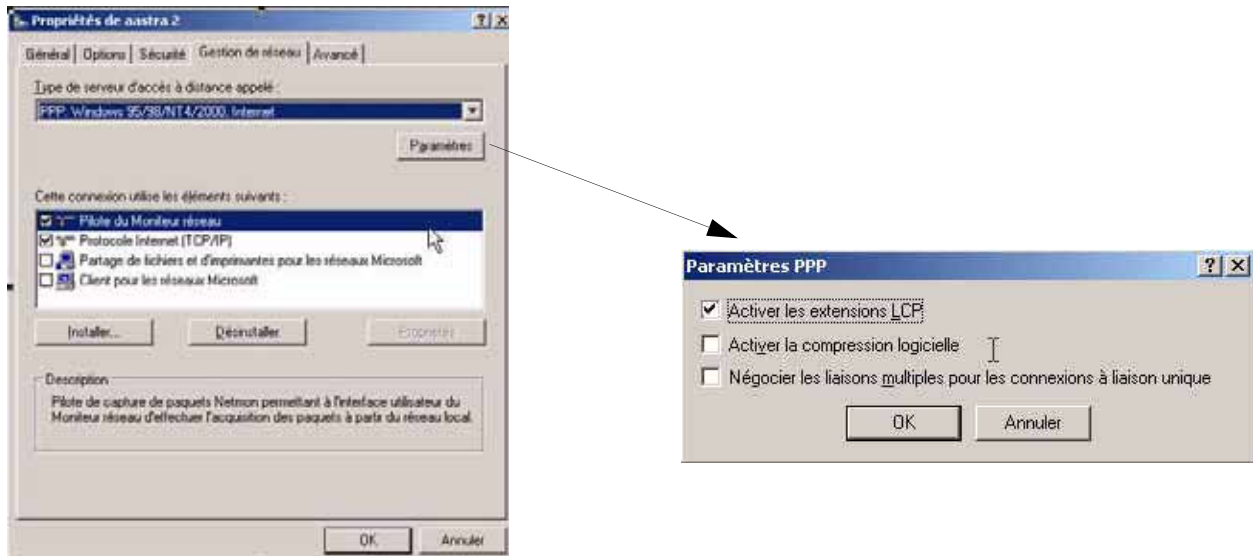 Propriétés de aastra 2
Général Options Sécurité Gestion de réseau Avancé
Type de serveur d'accès à distance appelé :
PPP: Windows 95/98/NT4/2000, Internet
Paramètres
Cette connexion utilise les éléments suivants :
Pilote du Moniteur réseau
Protocole Internet (TCP/IP)
Partage de fichiers et d'imprimantes pour les réseaux Microsoft
Client pour les réseaux Microsoft
Installer... Désinstaller Propriétés
Description
Pilote de capture de paquets Netmon permettant à l'interface utilisateur du
Moniteur réseau d'effectuer l'acquisition des paquets à partir du réseau local.
OK Annuler
Paramètres PPP
Activer les extensions LCP
Activer la compression logicielle
Négocier les liaisons multiples pour les connexions à liaison unique
OK Annuler